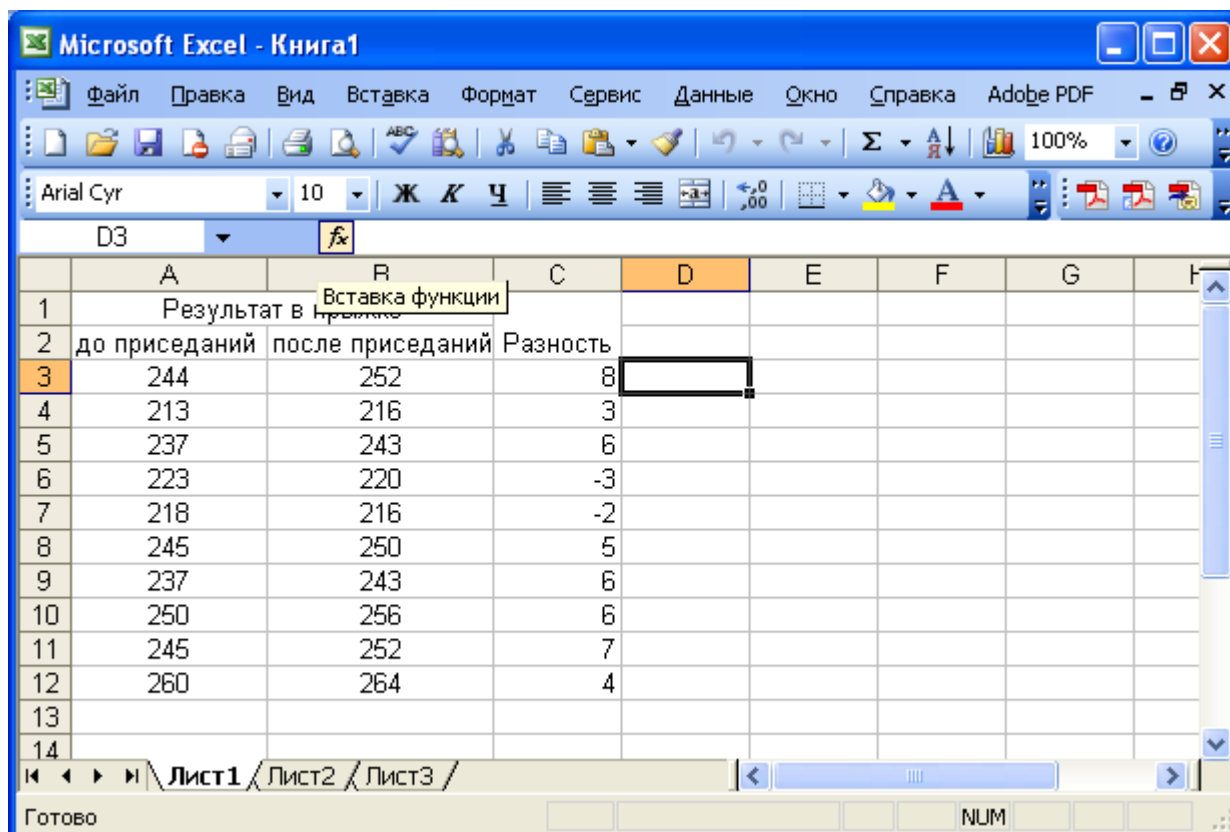 Microsoft Excel - Книга1
Файл Правка Вид Вставка Формат Сервис Данные Окно Справка Adobe PDF
ABC Σ А Я 100%
Arial Cyr 10 Ж К Ч a ,0 ,00 A
D3 fx
A B C D E F G H
Вставка функции
1 Результат в
2 до приседаний после приседаний Разность
3 244 252 8
4 213 216 3
5 237 243 6
6 223 220 -3
7 218 216 -2
8 245 250 5
9 237 243 6
10 250 256 6
11 245 252 7
12 260 264 4
13
14
Лист1 Лист2 Лист3
Готово NUM